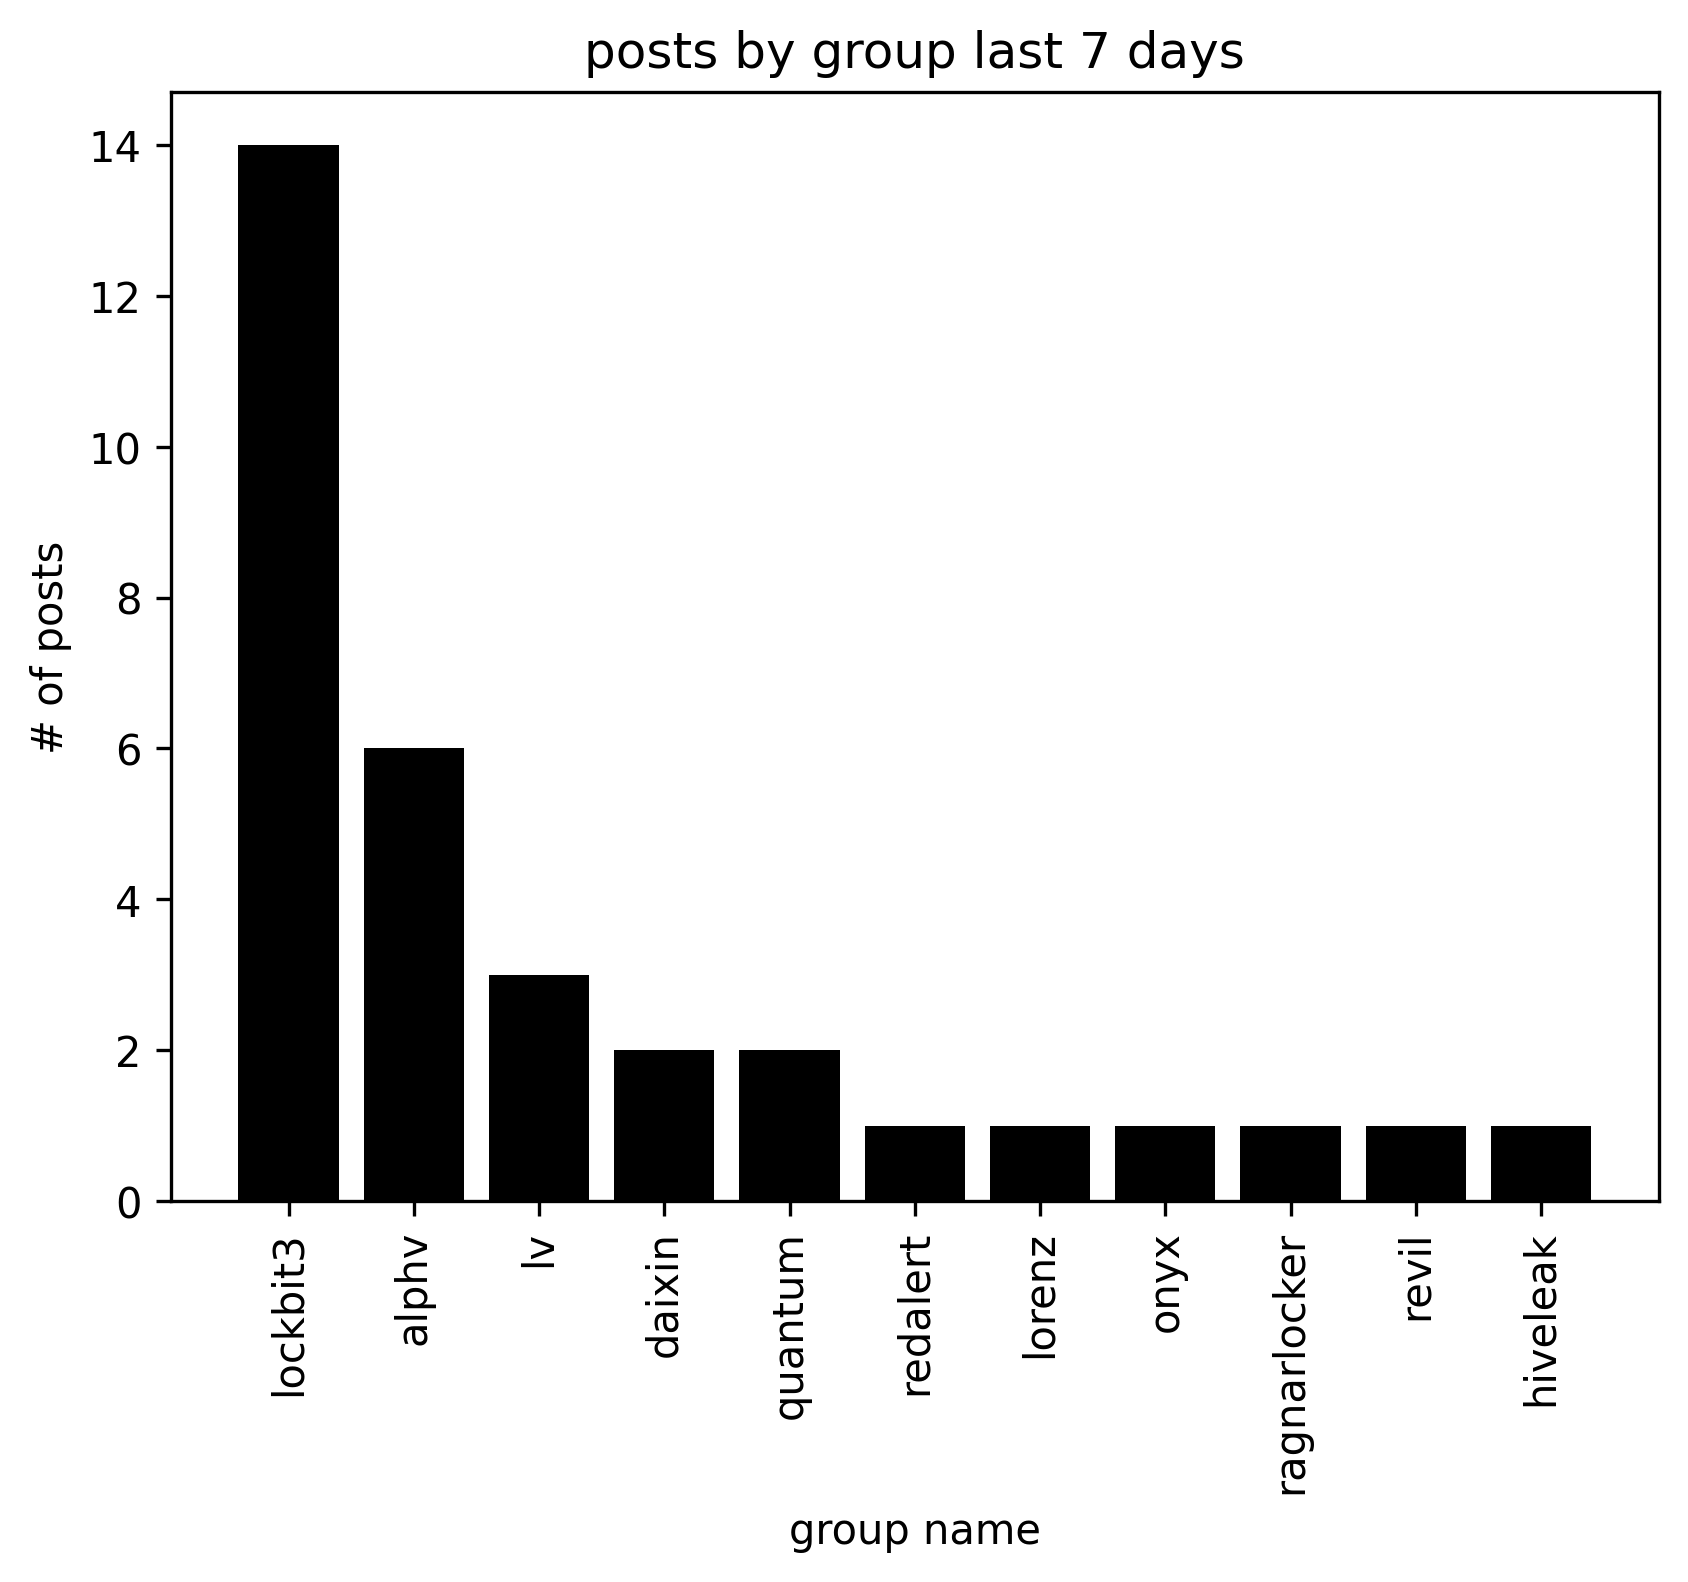 posts by group last 7 days
14
12
10
8
6
4
2
0
# of posts
lockbit3
alphv
lv
daixin
quantum
redalert
lorenz
onyx
ragnarlocker
revil
hiveleak
group name